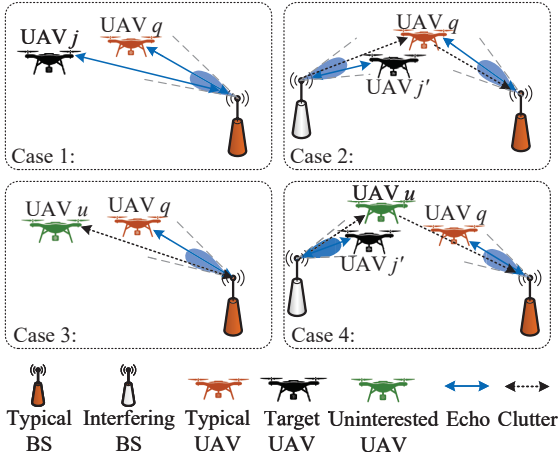 UAV j
UAV q
Case 1:
UAV q
UAV j′
Case 2:
UAV u
UAV q
Case 3:
UAV u
UAV q
UAV j′
Case 4:
Typical BS
Interfering BS
Typical UAV
Target UAV
Uninterested UAV
Echo
Clutter